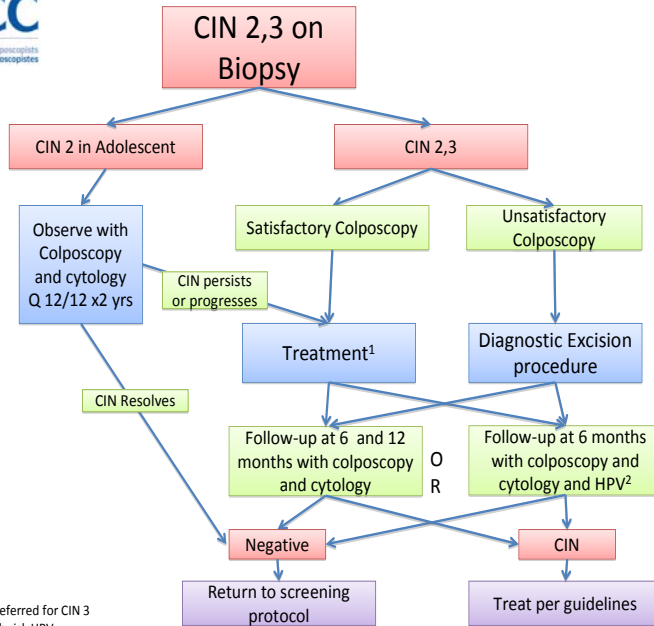 CC
CIN 2,3 on
Biopsy
CIN 2 in Adolescent
CIN 2,3
Observe with
Colposcopy
and cytology
Q 12/12 x2 yrs
Satisfactory Colposcopy
Unsatisfactory
Colposcopy
CIN persists
or progresses
Treatment¹
Diagnostic Excision
procedure
CIN Resolves
Follow-up at 6 and 12
months with colposcopy
and cytology
O
R
Follow-up at 6 months
with colposcopy and
cytology and HPV²
Negative
CIN
Return to screening
protocol
Treat per guidelines
for CIN 3
HPV